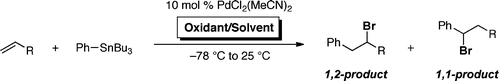 10 mol % PdCl₂(MeCN)₂
Oxidant/Solvent
–78 °C to 25 °C
R + Ph–SnBu₃
Br
Ph R
1,2-product
+
Ph R
Br
1,1-product